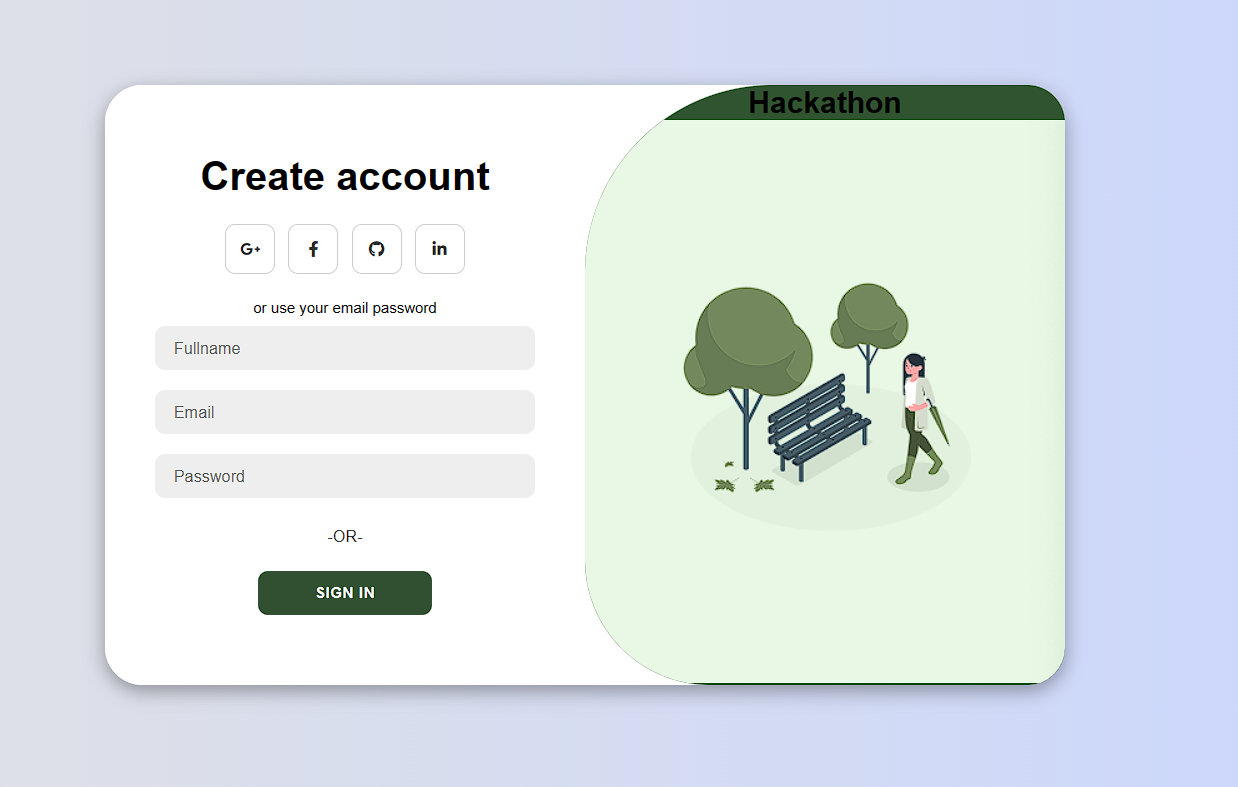 Hackathon
Create account
G+ f in
or use your email password
Fullname
Email
Password
-OR-
SIGN IN